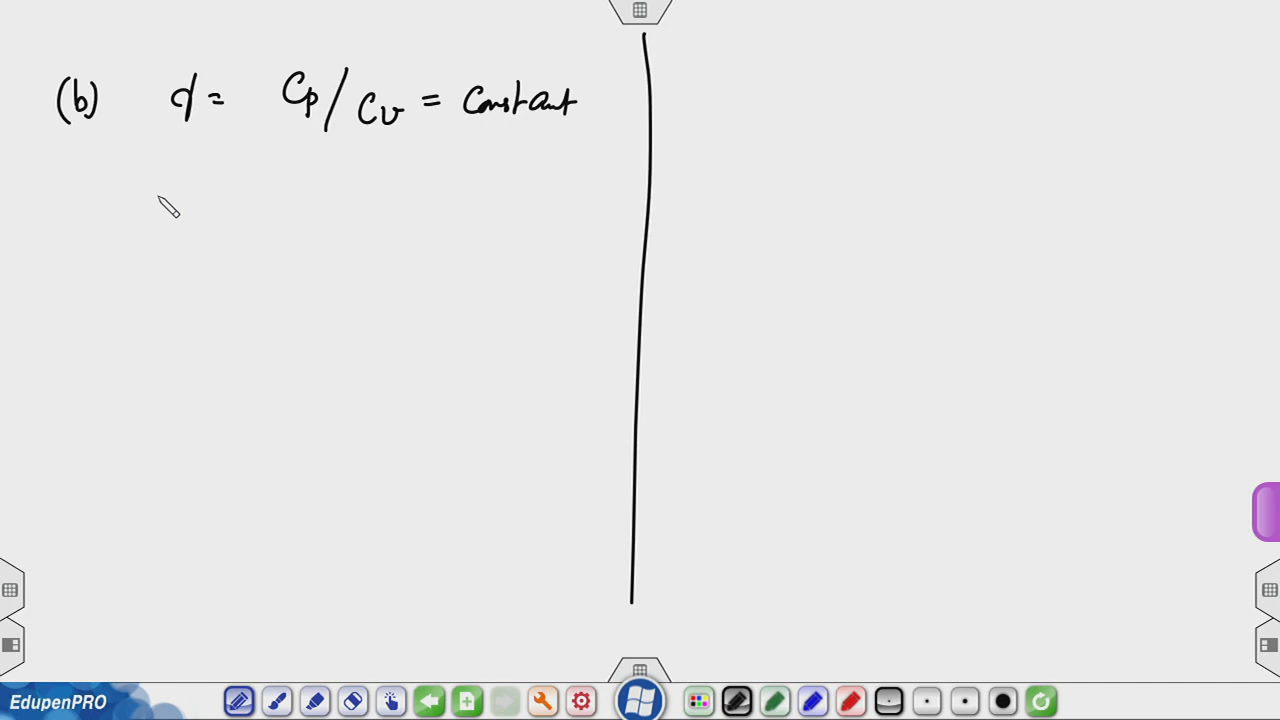 (b) γ = Cp/Cv = Constant
EdupenPRO